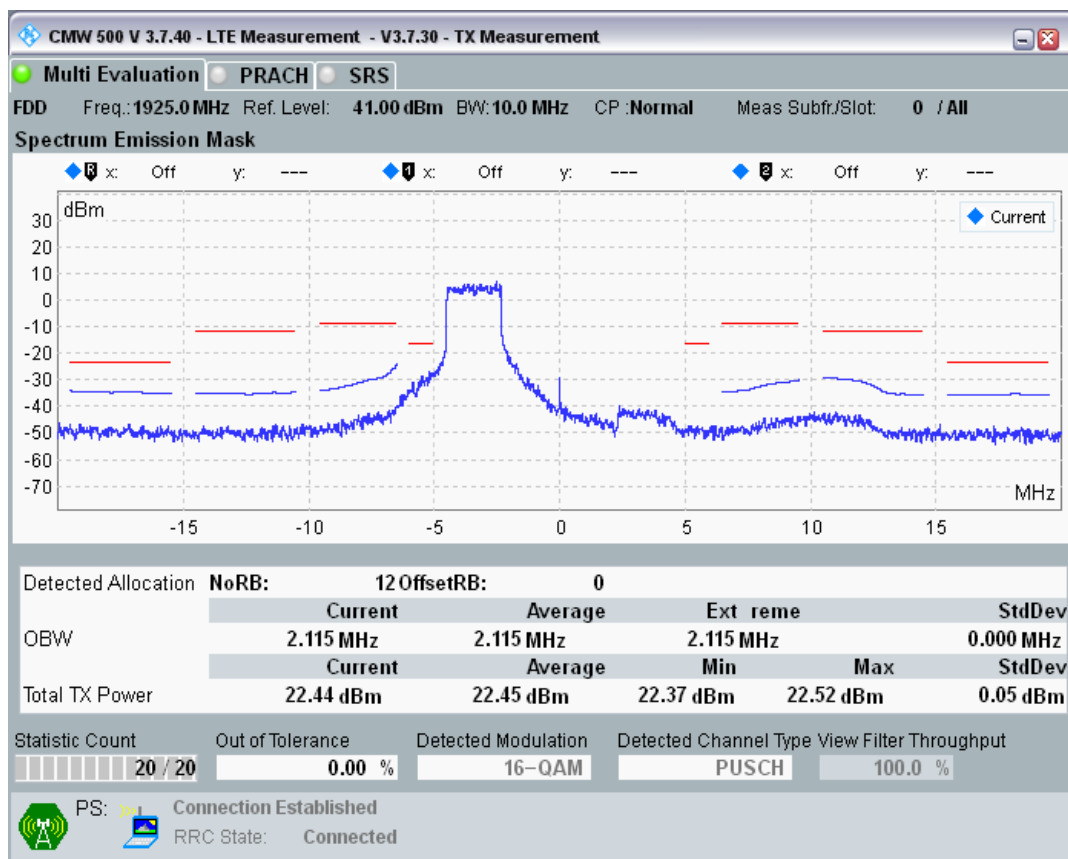 CMW 500 V 3.7.40 - LTE Measurement - V3.7.30 - TX Measurement
Multi Evaluation PRACH SRS
FDD Freq.: 1925.0 MHz Ref. Level: 41.00 dBm BW: 10.0 MHz CP :Normal Meas Subfr./Slot: 0 / All
Spectrum Emission Mask
R x: Off y: --- 1 x: Off y: --- 2 x: Off y: ---
dBm
Current
30
20
10
0
-10
-20
-30
-40
-50
-60
-70
MHz
-15 -10 -5 0 5 10 15
Detected Allocation NoRB: 12 OffsetRB: 0
Current Average Ext reme StdDev
OBW 2.115 MHz 2.115 MHz 2.115 MHz 0.000 MHz
Current Average Min Max StdDev
Total TX Power 22.44 dBm 22.45 dBm 22.37 dBm 22.52 dBm 0.05 dBm
Statistic Count Out of Tolerance Detected Modulation Detected Channel Type View Filter Throughput
20 / 20 0.00 % 16-QAM PUSCH 100.0 %
PS: Connection Established
RRC State: Connected